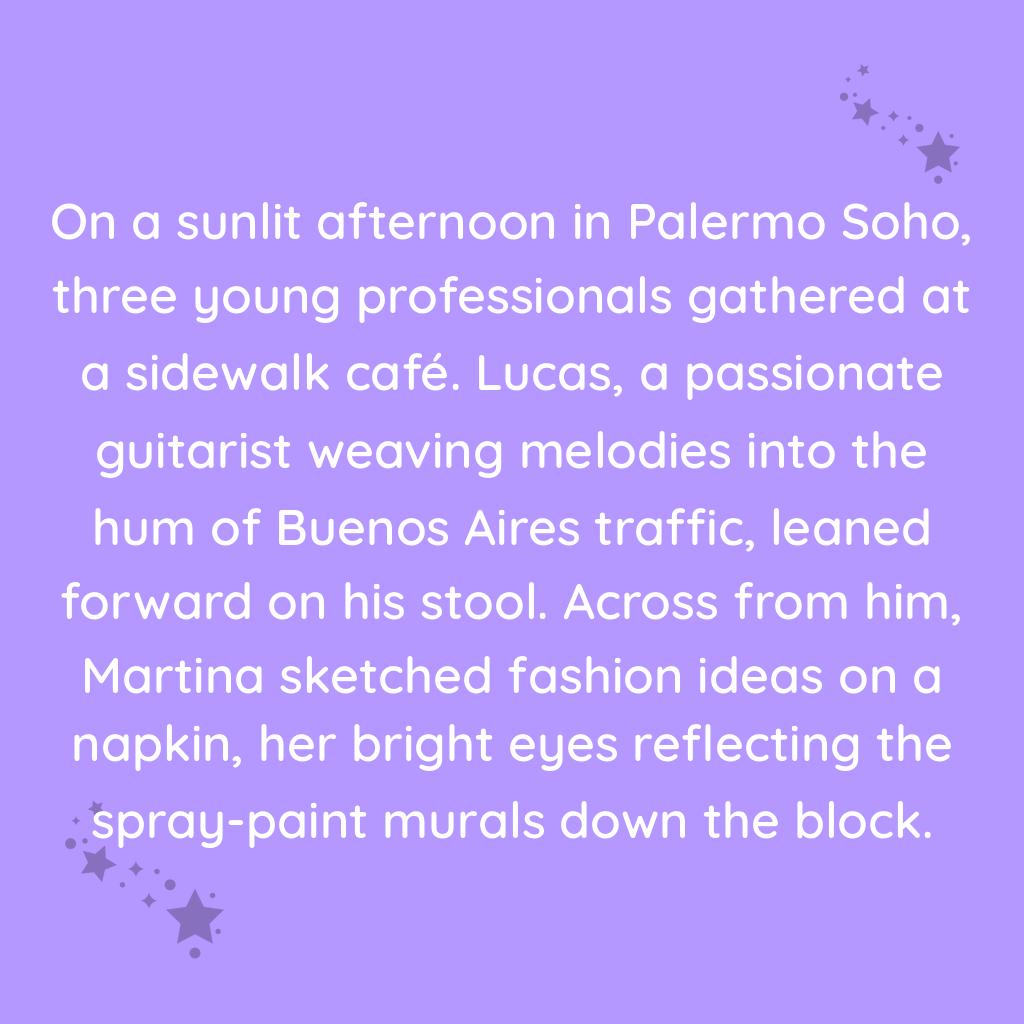 On a sunlit afternoon in Palermo Soho,
three young professionals gathered at
a sidewalk café. Lucas, a passionate
guitarist weaving melodies into the
hum of Buenos Aires traffic, leaned
forward on his stool. Across from him,
Martina sketched fashion ideas on a
napkin, her bright eyes reflecting the
spray-paint murals down the block.